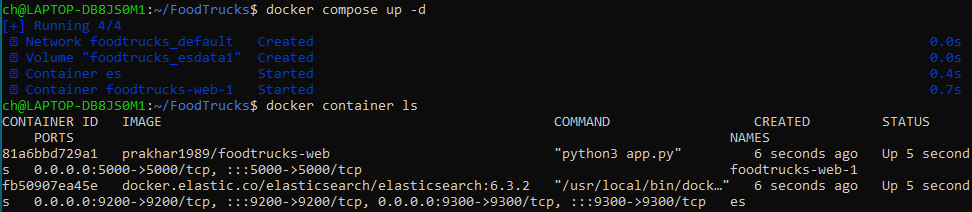 ch@LAPTOP-DB8JS0M1:~/FoodTrucks$ docker compose up -d
[+] Running 4/4
Network foodtrucks_default Created 0.0s
Volume "foodtrucks_esdata1" Created 0.0s
Container es Started 0.4s
Container foodtrucks-web-1 Started 0.7s
ch@LAPTOP-DB8JS0M1:~/FoodTrucks$ docker container ls
CONTAINER ID IMAGE COMMAND CREATED STATUS
PORTS NAMES
81a6bbd729a1 prakhar1989/foodtrucks-web "python3 app.py" 6 seconds ago Up 5 second
s 0.0.0.0:5000->5000/tcp, :::5000->5000/tcp foodtrucks-web-1
fb50907ea45e docker.elastic.co/elasticsearch/elasticsearch:6.3.2 "/usr/local/bin/dock…" 6 seconds ago Up 5 second
s 0.0.0.0:9200->9200/tcp, :::9200->9200/tcp, 0.0.0.0:9300->9300/tcp, :::9300->9300/tcp es